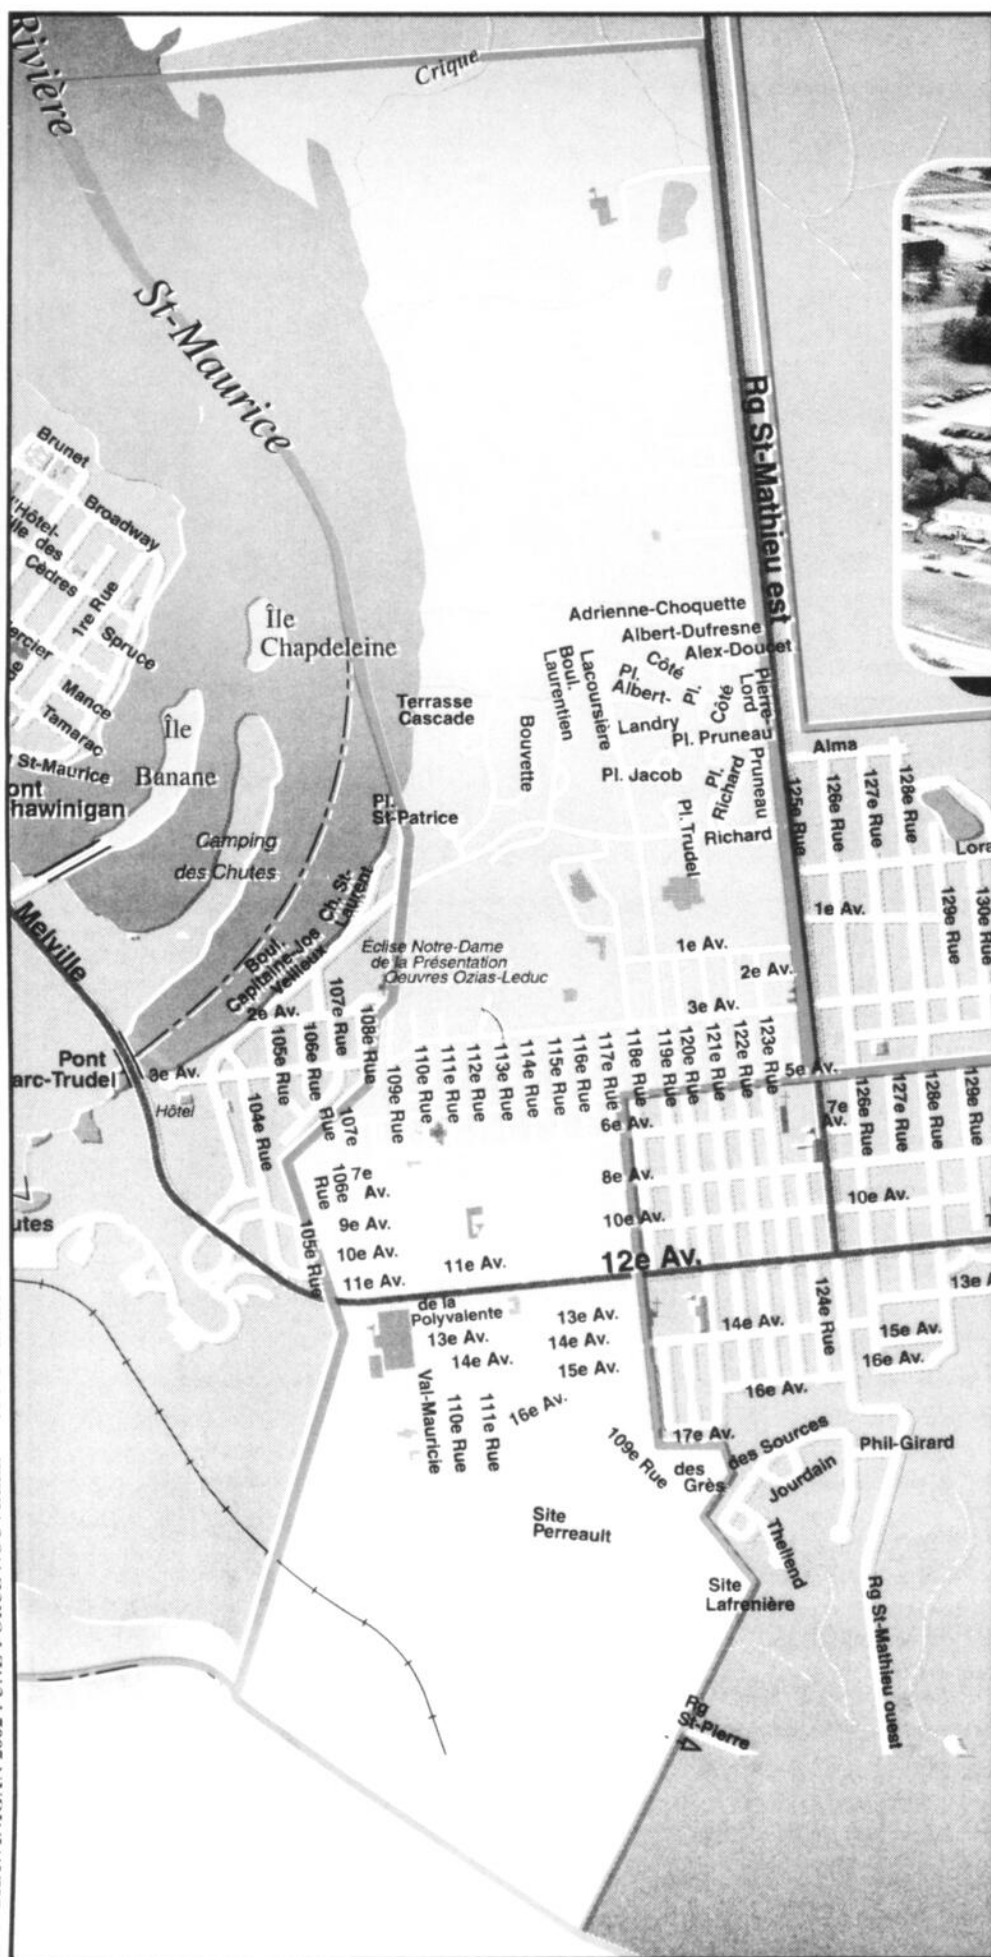 Crique
Rivière
St-Maurice
Rg St-Mathieu est
Brunet
Broadway
l'Hôtel-
des
Cèdres
1re Rue
Spruce
Mance
Tamarac
St-Maurice
Île
Chapdeleine
Île
Banane
Camping
des Chutes
Terrasse
Cascade
Pl.
St-Patrice
Adrienne-Choquette
Albert-Dufresne
Alex-Doucet
Boul.
Laurentien
Lacoursière
Bouvette
Pl.
Albert-
Côté
Landry
Pl.
Côté
Pierre-
Lord
Pl. Pruneau
Pruneau
Pl. Jacob
Pl.
Richard
Pl. Trudel
Richard
Alma
125e Rue
126e Rue
127e Rue
128e Rue
129e Rue
130e Rue
1e Av.
Melville
Boul.
Capitaine-Jos
Veilleux
Ch. St-
Laurent
Eclise Notre-Dame
de la Présentation
Oeuvres Ozias-Leduc
1e Av.
2e Av.
3e Av.
2e Av.
105e Rue
106e Rue
107e Rue
108e Rue
109e Rue
110e Rue
111e Rue
112e Rue
113e Rue
114e Rue
115e Rue
116e Rue
117e Rue
118e Rue
119e Rue
120e Rue
121e Rue
122e Rue
123e Rue
5e Av.
Pont
arc-Trudel
3e Av.
Hôtel
104e Rue
107e
Rue
6e Av.
7e
Av.
126e Rue
127e Rue
128e Rue
129e Rue
106e
Rue
7e
Av.
8e Av.
9e Av.
10e Av.
10e Av.
10e Av.
105e Rue
11e Av.
11e Av.
12e Av.
de la
Polyvalente
13e Av.
13e Av.
13e A
14e Av.
14e Av.
14e Av.
124e Rue
15e Av.
15e Av.
16e Av.
16e Av.
16e Av.
Val-Mauricie
110e Rue
111e Rue
109e Rue
17e Av.
des
Grès
des Sources
Phil-Girard
Jourdain
Thellend
Site
Perreault
Site
Lafrenière
Rg St-Mathieu ouest
Rg
St-Pierre